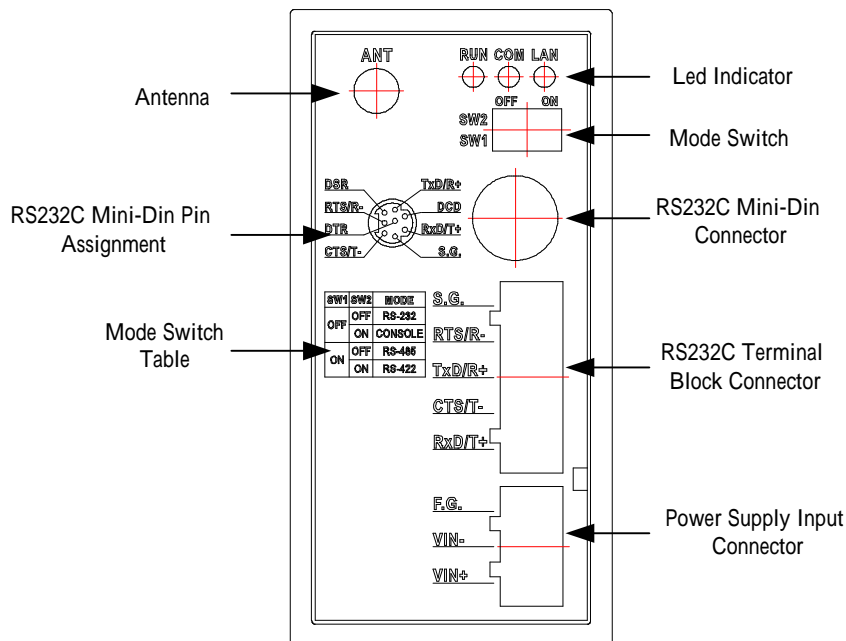 ANT
RUN COM LAN
Led Indicator
Antenna
OFF ON
SW2
SW1
Mode Switch
DSR
TxD/R+
RTS/R-
DCD
DTR
RxD/T+
CTS/T-
S.G.
RS232C Mini-Din Pin
Assignment
RS232C Mini-Din
Connector
SW1 SW2 MODE
OFF OFF RS-232
ON CONSOLE
ON OFF RS-485
ON RS-422
Mode Switch
Table
S.G.
RTS/R-
TxD/R+
CTS/T-
RxD/T+
RS232C Terminal
Block Connector
F.G.
VIN-
VIN+
Power Supply Input
Connector